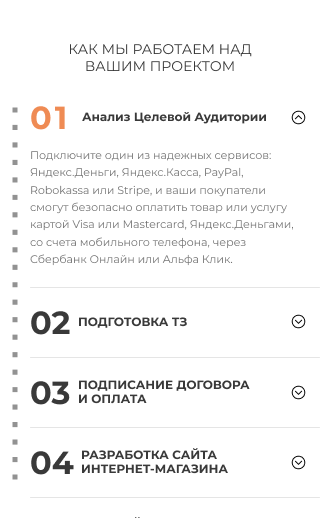 КАК МЫ РАБОТАЕМ НАД
ВАШИМ ПРОЕКТОМ
01 Анализ Целевой Аудитории
Подключите один из надежных сервисов:
Яндекс.Деньги, Яндекс.Касса, PayPal,
Robokassa или Stripe, и ваши покупатели
смогут безопасно оплатить товар или услугу
картой Visa или Mastercard, Яндекс.Деньгами,
со счета мобильного телефона, через
Сбербанк Онлайн или Альфа Клик.
02 ПОДГОТОВКА ТЗ
03 ПОДПИСАНИЕ ДОГОВОРА
И ОПЛАТА
04 РАЗРАБОТКА САЙТА
ИНТЕРНЕТ-МАГАЗИНА